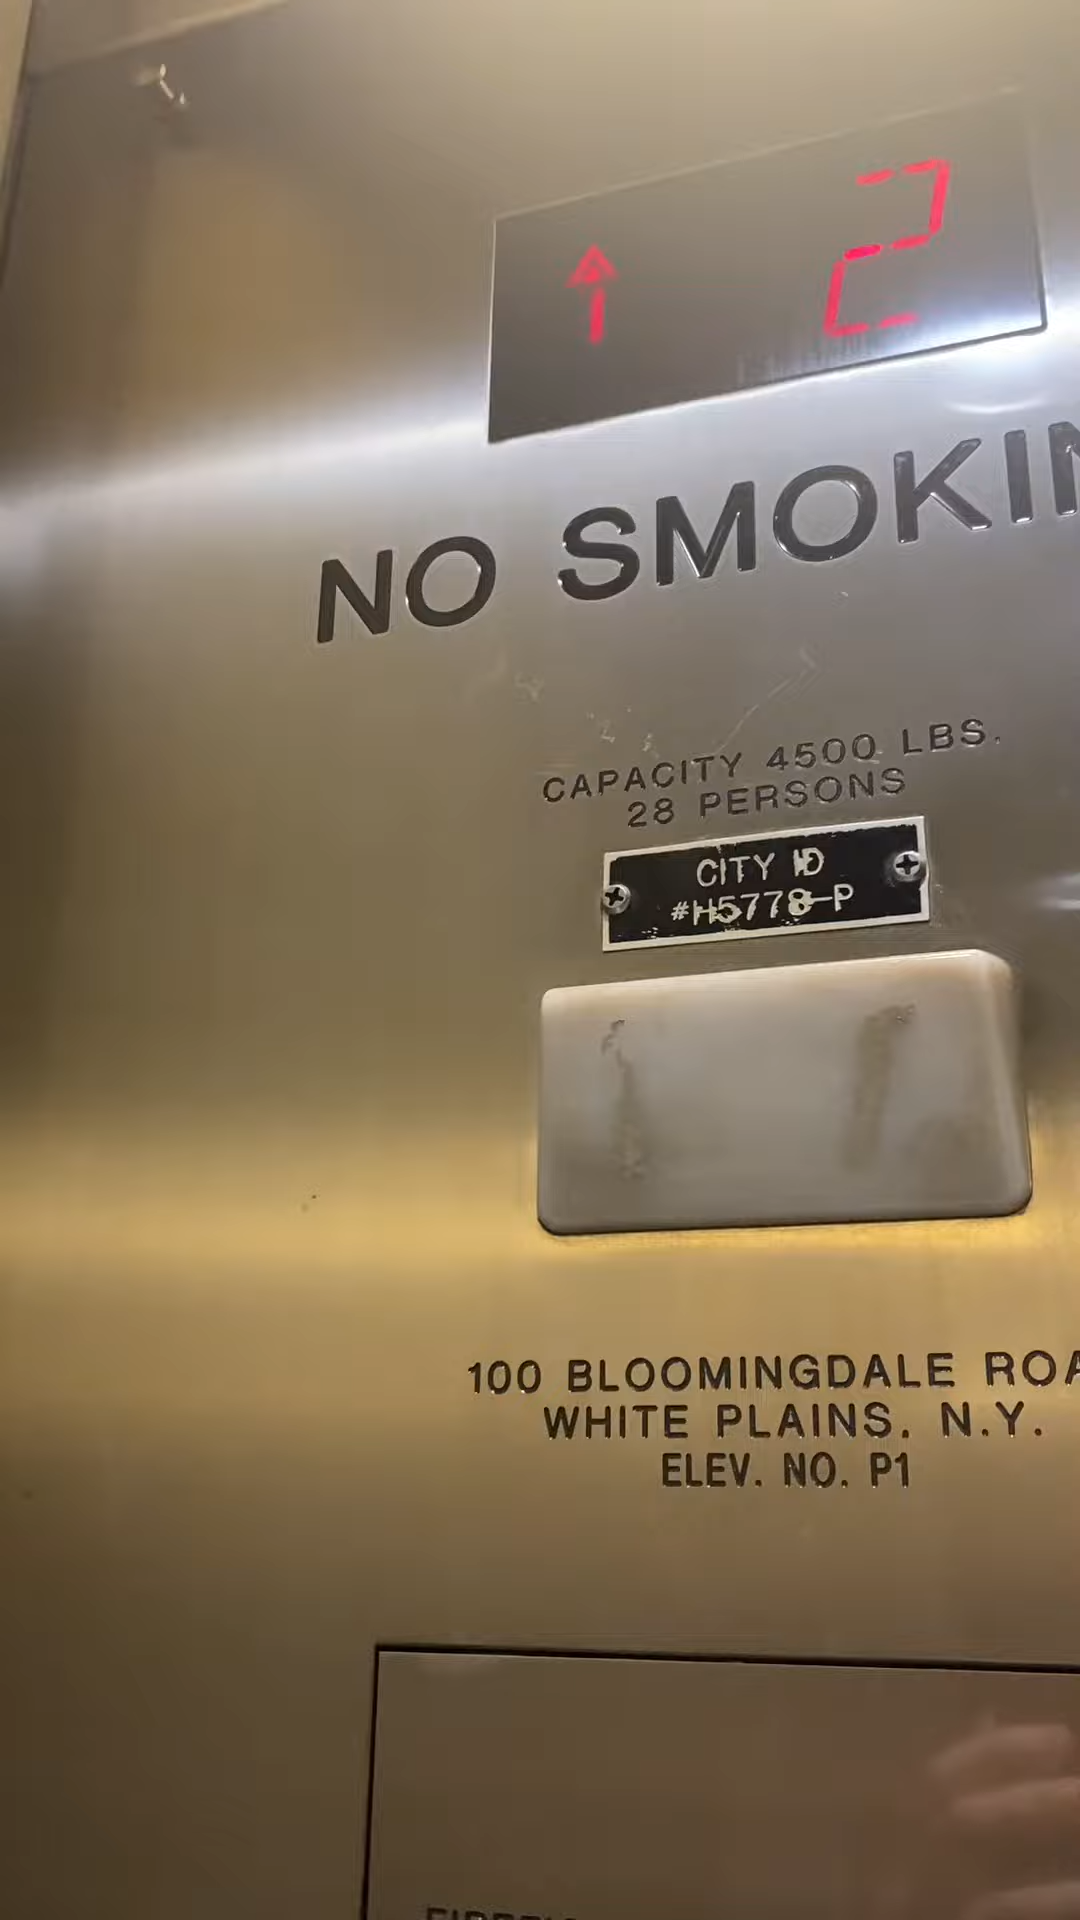 2
NO SMOKIN
CAPACITY 4500 LBS.
28 PERSONS
CITY ID
#H5778-P
100 BLOOMINGDALE ROA
WHITE PLAINS, N.Y.
ELEV. NO. P1